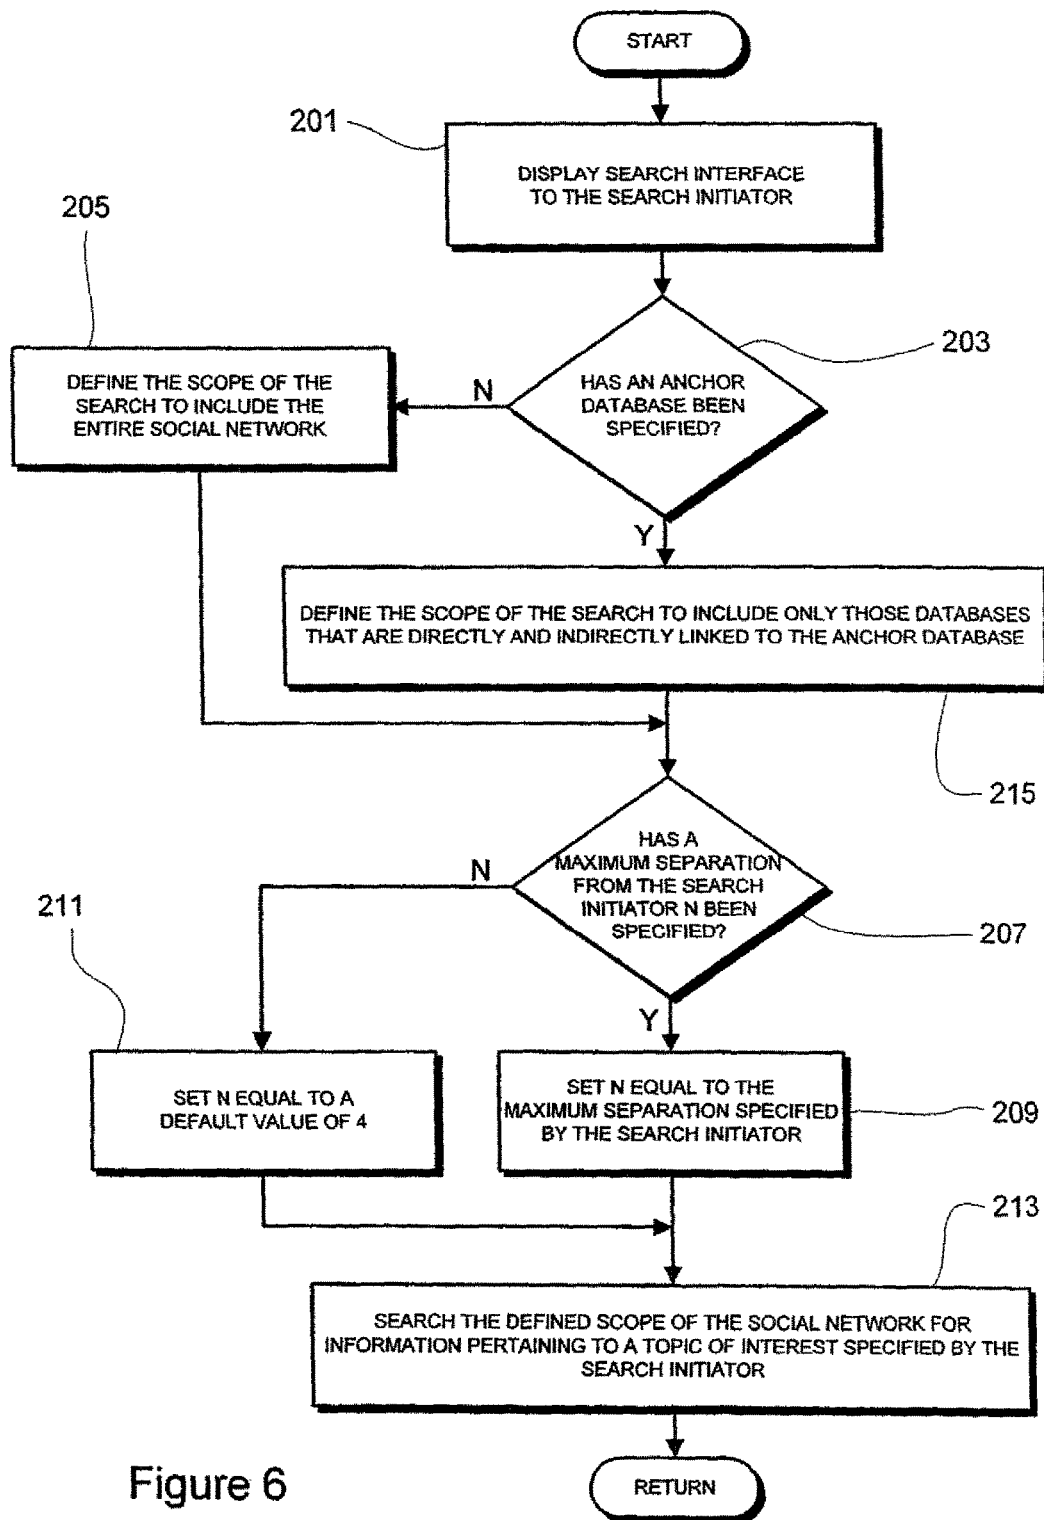 START
201
DISPLAY SEARCH INTERFACE
TO THE SEARCH INITIATOR
205
203
DEFINE THE SCOPE OF THE
SEARCH TO INCLUDE THE
ENTIRE SOCIAL NETWORK
N
HAS AN ANCHOR
DATABASE BEEN
SPECIFIED?
Y
DEFINE THE SCOPE OF THE SEARCH TO INCLUDE ONLY THOSE DATABASES
THAT ARE DIRECTLY AND INDIRECTLY LINKED TO THE ANCHOR DATABASE
215
HAS A
MAXIMUM SEPARATION
FROM THE SEARCH
INITIATOR N BEEN
SPECIFIED?
N
211
207
Y
SET N EQUAL TO A
DEFAULT VALUE OF 4
SET N EQUAL TO THE
MAXIMUM SEPARATION SPECIFIED
BY THE SEARCH INITIATOR
209
213
SEARCH THE DEFINED SCOPE OF THE SOCIAL NETWORK FOR
INFORMATION PERTAINING TO A TOPIC OF INTEREST SPECIFIED BY THE
SEARCH INITIATOR
RETURN
Figure 6